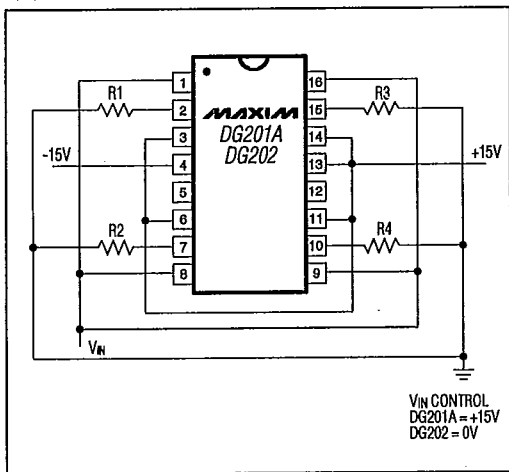 1
2
3
4
5
6
7
8
16
15
14
13
12
11
10
9
R1
R2
R3
R4
-15V
+15V
MAXIM
DG201A
DG202
VIN
VIN CONTROL
DG201A = +15V
DG202 = 0V